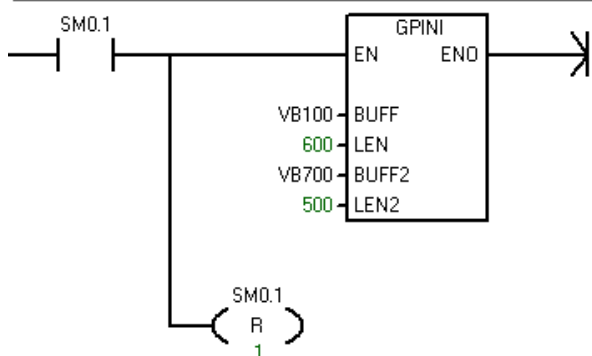 SM0.1
GPINI
EN ENO
VB100 BUFF
600 LEN
VB700 BUFF2
500 LEN2
SM0.1
R
1